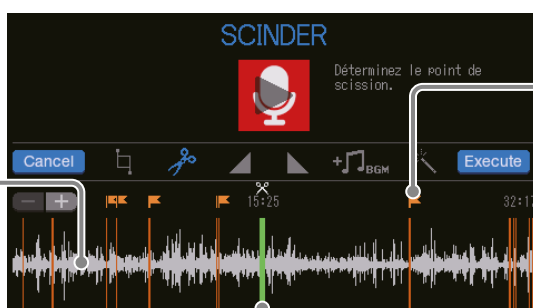 SCINDER
Déterminez le point de
scission.
Cancel
BGM
Execute
15:25
32:17